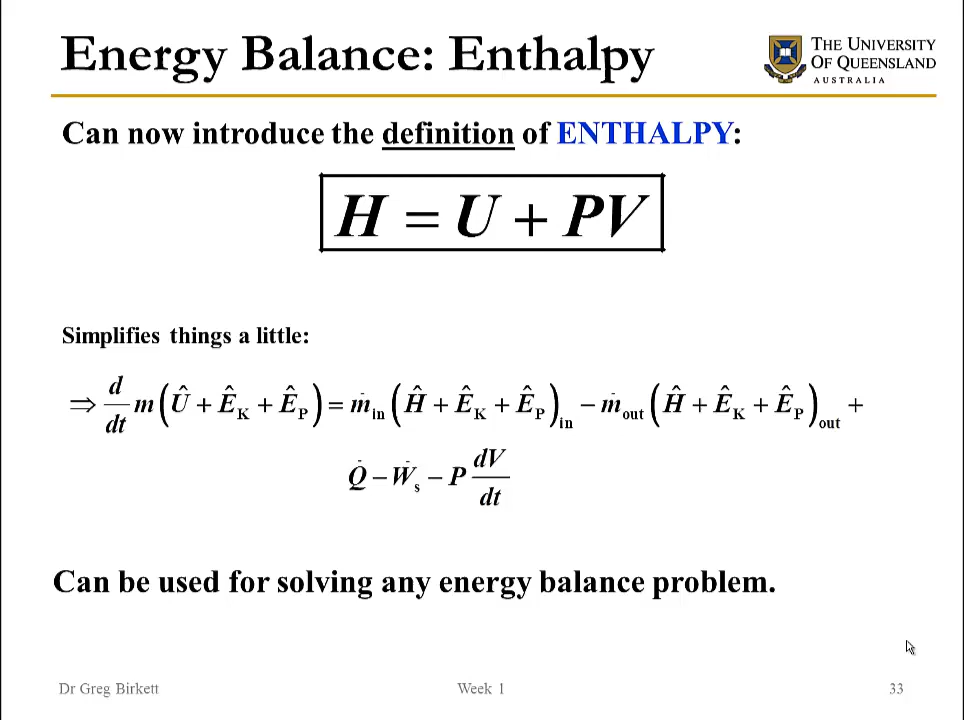 Energy Balance: Enthalpy
THE UNIVERSITY
OF QUEENSLAND
AUSTRALIA
Can now introduce the definition of ENTHALPY:
H = U + PV
Simplifies things a little:
⇒ d/dt m(Û + Ê_K + Ê_P) = ṁ_in (Ĥ + Ê_K + Ê_P)_in − ṁ_out (Ĥ + Ê_K + Ê_P)_out +
Q̇ − Ẇ_s − P dV/dt
Can be used for solving any energy balance problem.
Dr Greg Birkett
Week 1
33